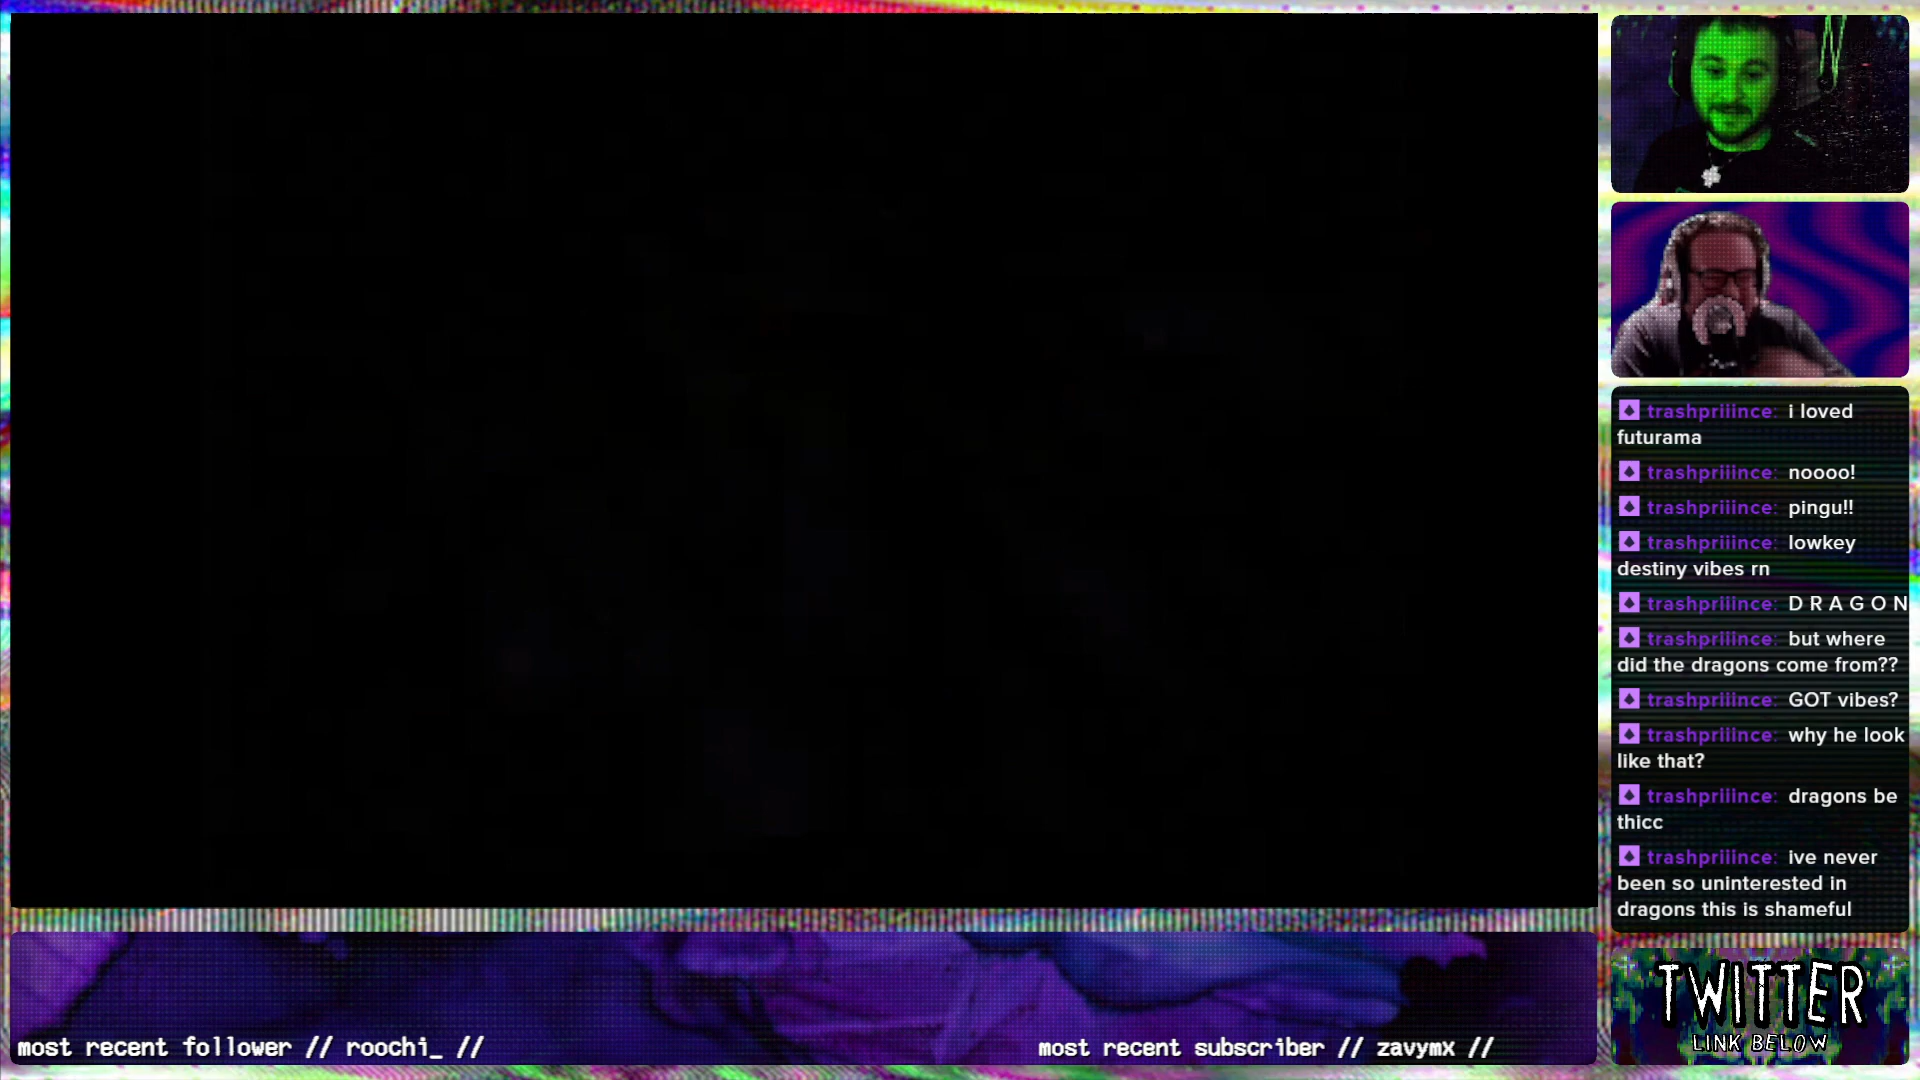 trashpriiince: i loved
futurama
trashpriiince: noooo!
trashpriiince: pingu!!
trashpriiince: lowkey
destiny vibes rn
trashpriiince: D R A G O N
trashpriiince: but where
did the dragons come from??
trashpriiince: GOT vibes?
trashpriiince: why he look
like that?
trashpriiince: dragons be
thicc
trashpriiince: ive never
been so uninterested in
dragons this is shameful
TWITTER
LINK BELOW
most recent follower // roochi_ //
most recent subscriber // zavymx //